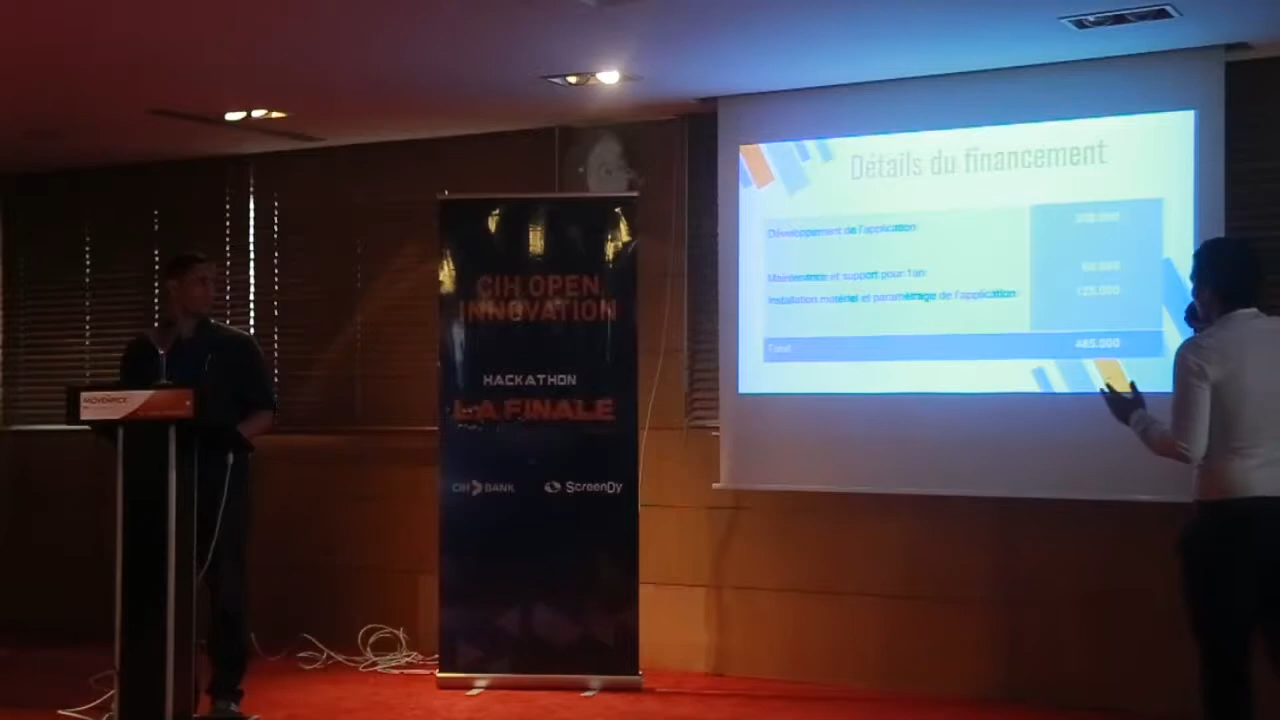 MÖVENPICK
CIH OPEN
INNOVATION
HACKATHON
LA FINALE
CIH BANK
ScreenDy
Détails du financement
Développement de l'application
Maintenance et support pour 1an
Installation matériel et paramétrage de l'application 125.000
Total 485.000